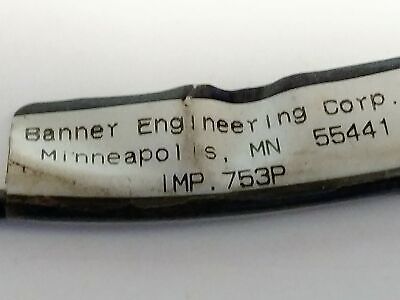 Banner Engineering Corp.
Minneapolis, MN 55441
IMP.753P